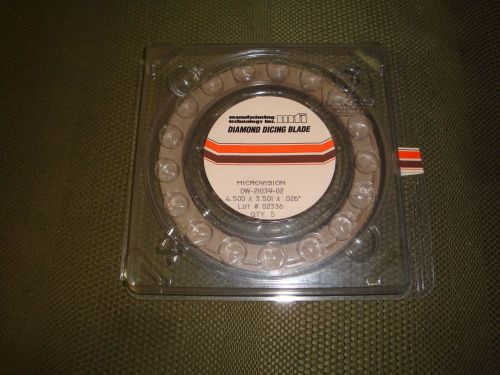 manufacturing
technology inc. mti
DIAMOND DICING BLADE
MICROVISION
DW-21039-02
4.500 x 3.501 x .026"
LOT # 02336
QTY. 5